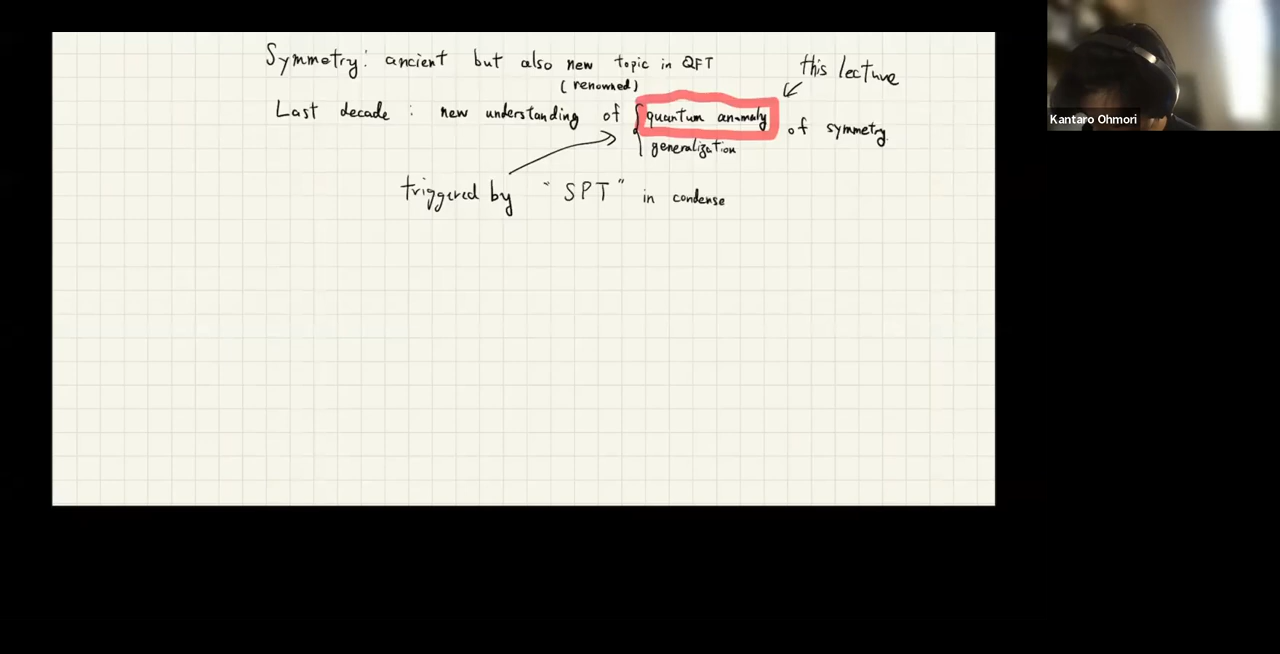 Symmetry: ancient but also new topic in QFT
(renowned)
this lecture
Last decade : new understanding of { quantum anomaly
generalization
of symmetry.
triggered by "SPT" in condense
Kantaro Ohmori